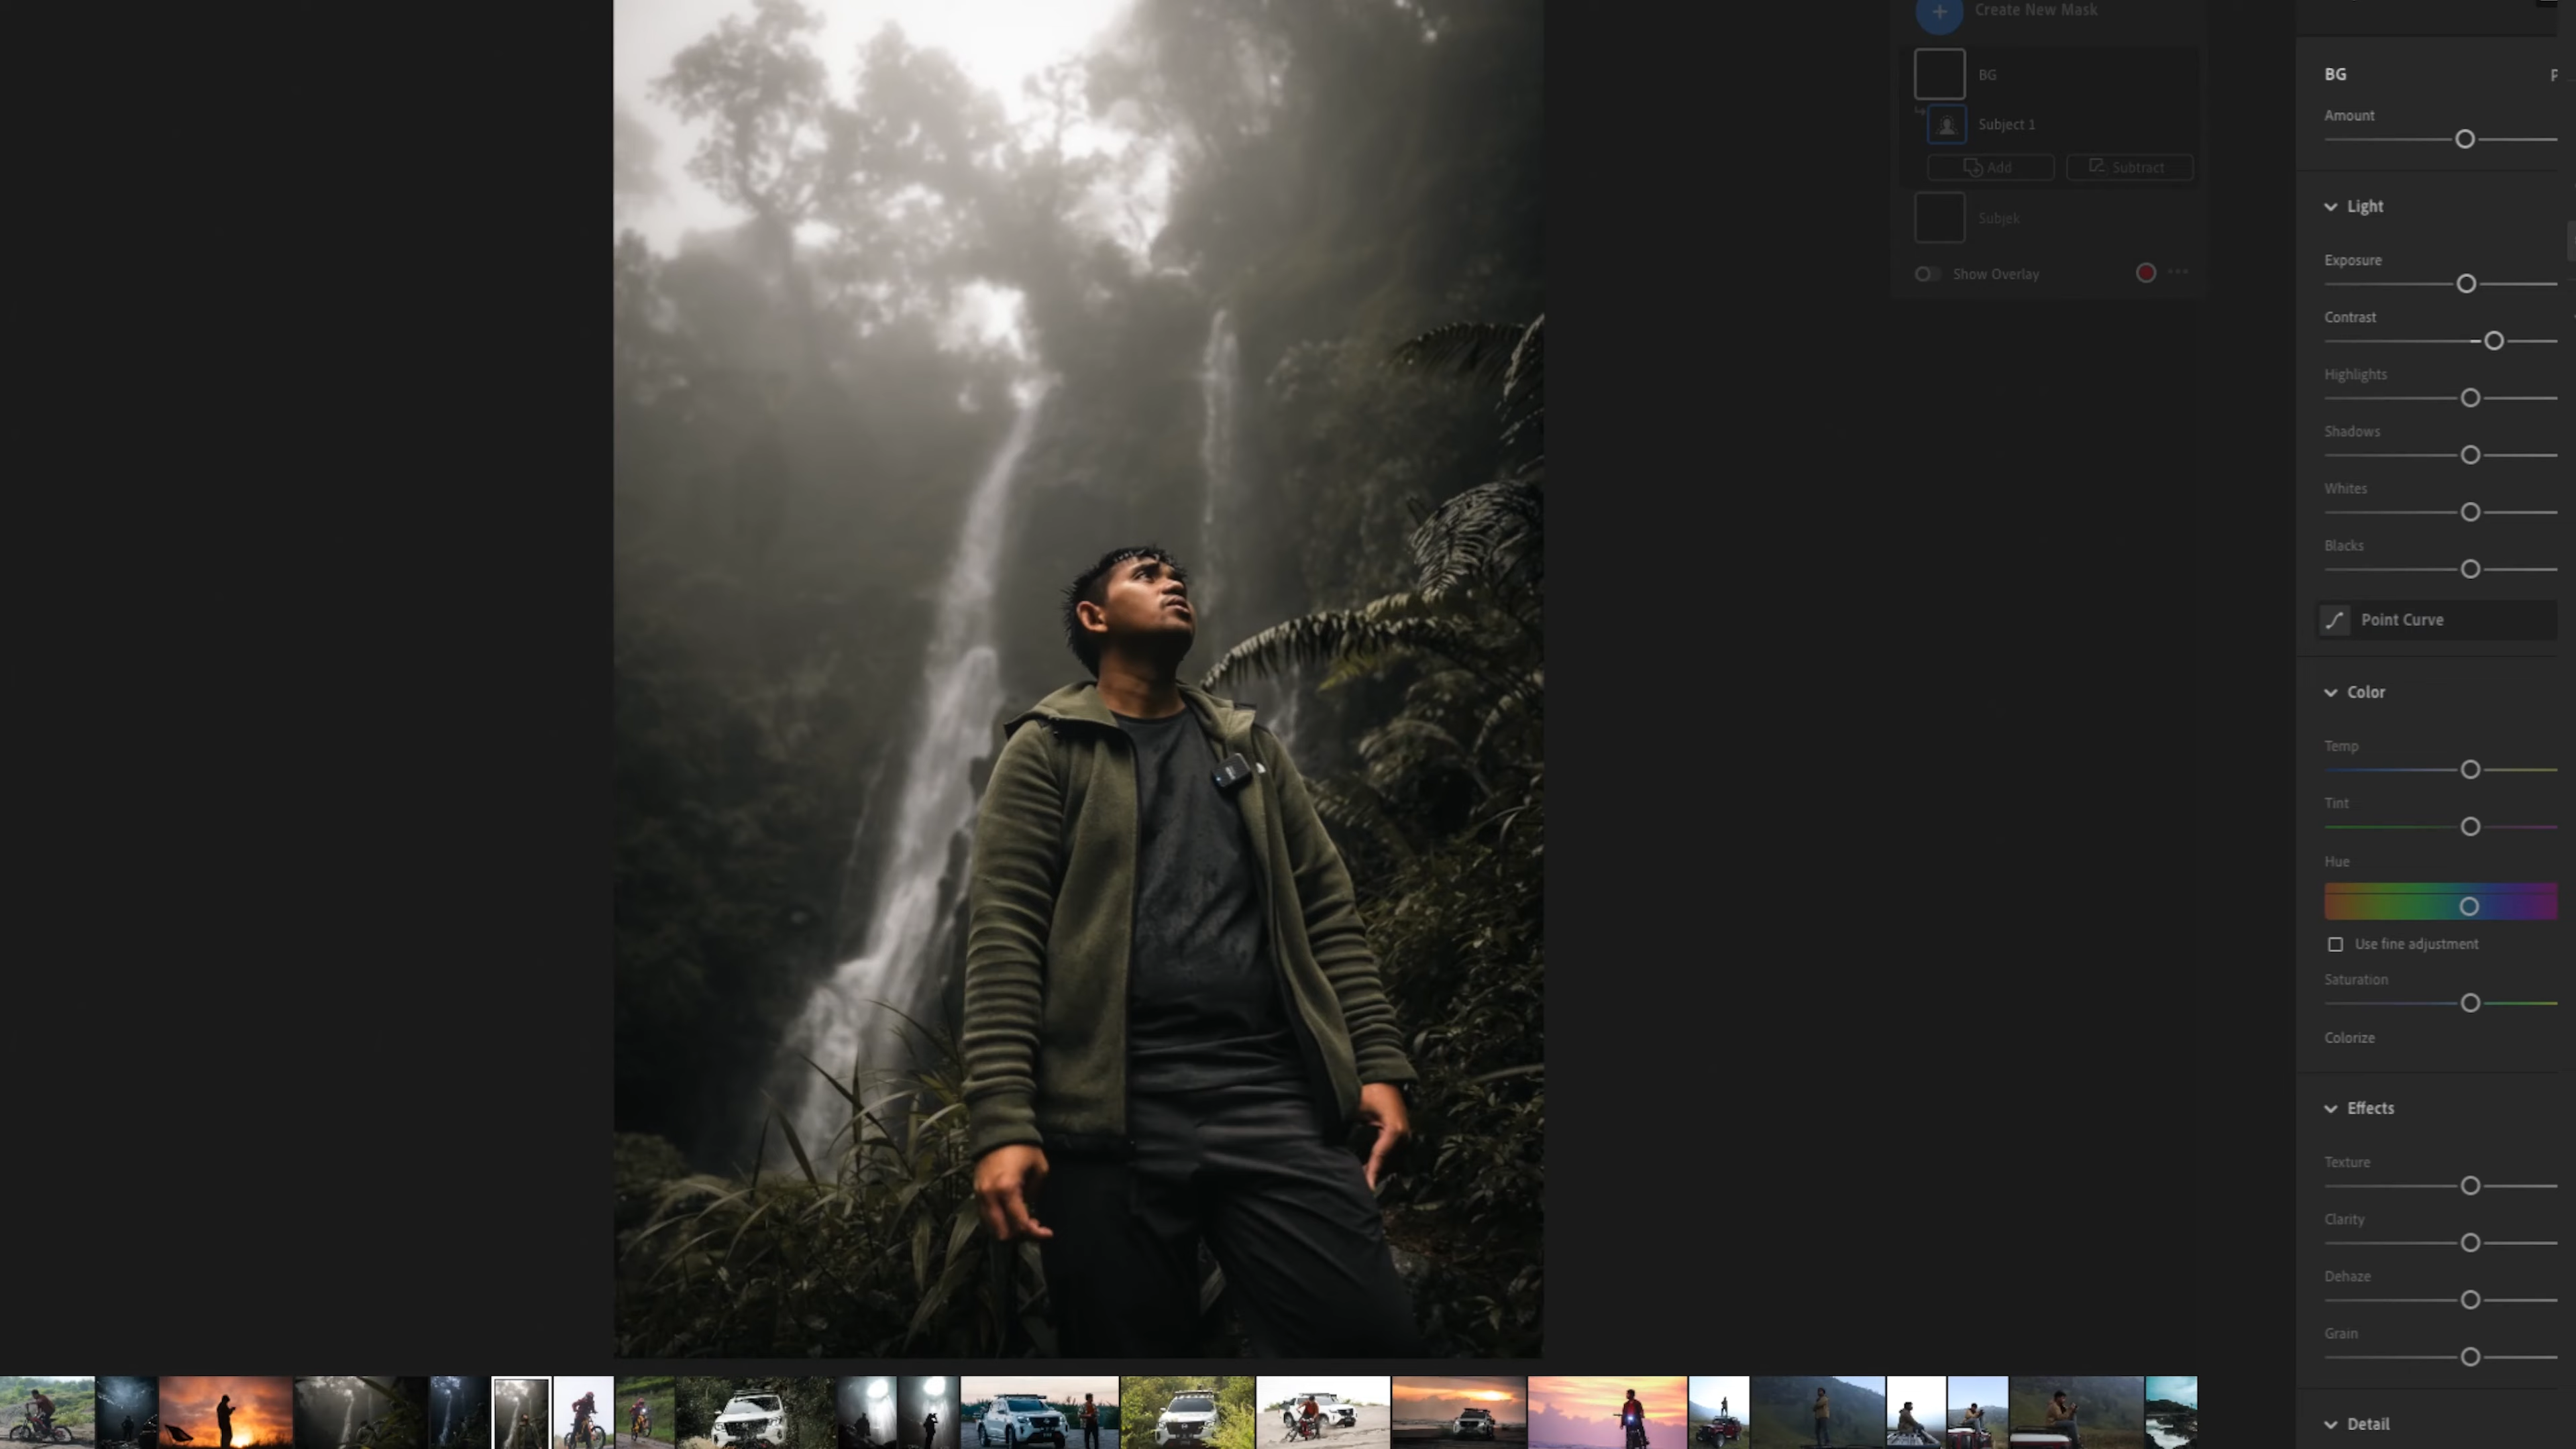 Create New Mask
BG
Subject 1
Add
Subtract
Subjek
Show Overlay
BG
P
Amount
Light
Exposure
Contrast
Highlights
Shadows
Whites
Blacks
Point Curve
Color
Temp
Tint
Hue
Use fine adjustment
Saturation
Colorize
Effects
Texture
Clarity
Dehaze
Grain
Detail